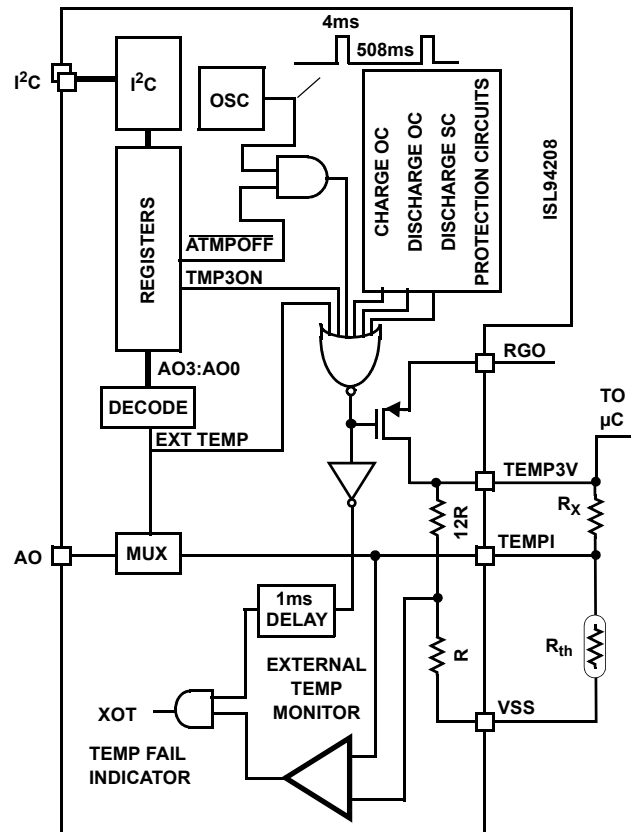 4ms
508ms
I²C
I²C
OSC
CHARGE OC
DISCHARGE OC
DISCHARGE SC
PROTECTION CIRCUITS
ISL94208
REGISTERS
A̅T̅M̅P̅O̅F̅F̅
TMP3ON
AO3:AO0
RGO
DECODE
TO
µC
EXT TEMP
TEMP3V
12R
RX
AO
MUX
TEMPI
1ms
DELAY
R
Rth
EXTERNAL
TEMP
MONITOR
XOT
VSS
TEMP FAIL
INDICATOR